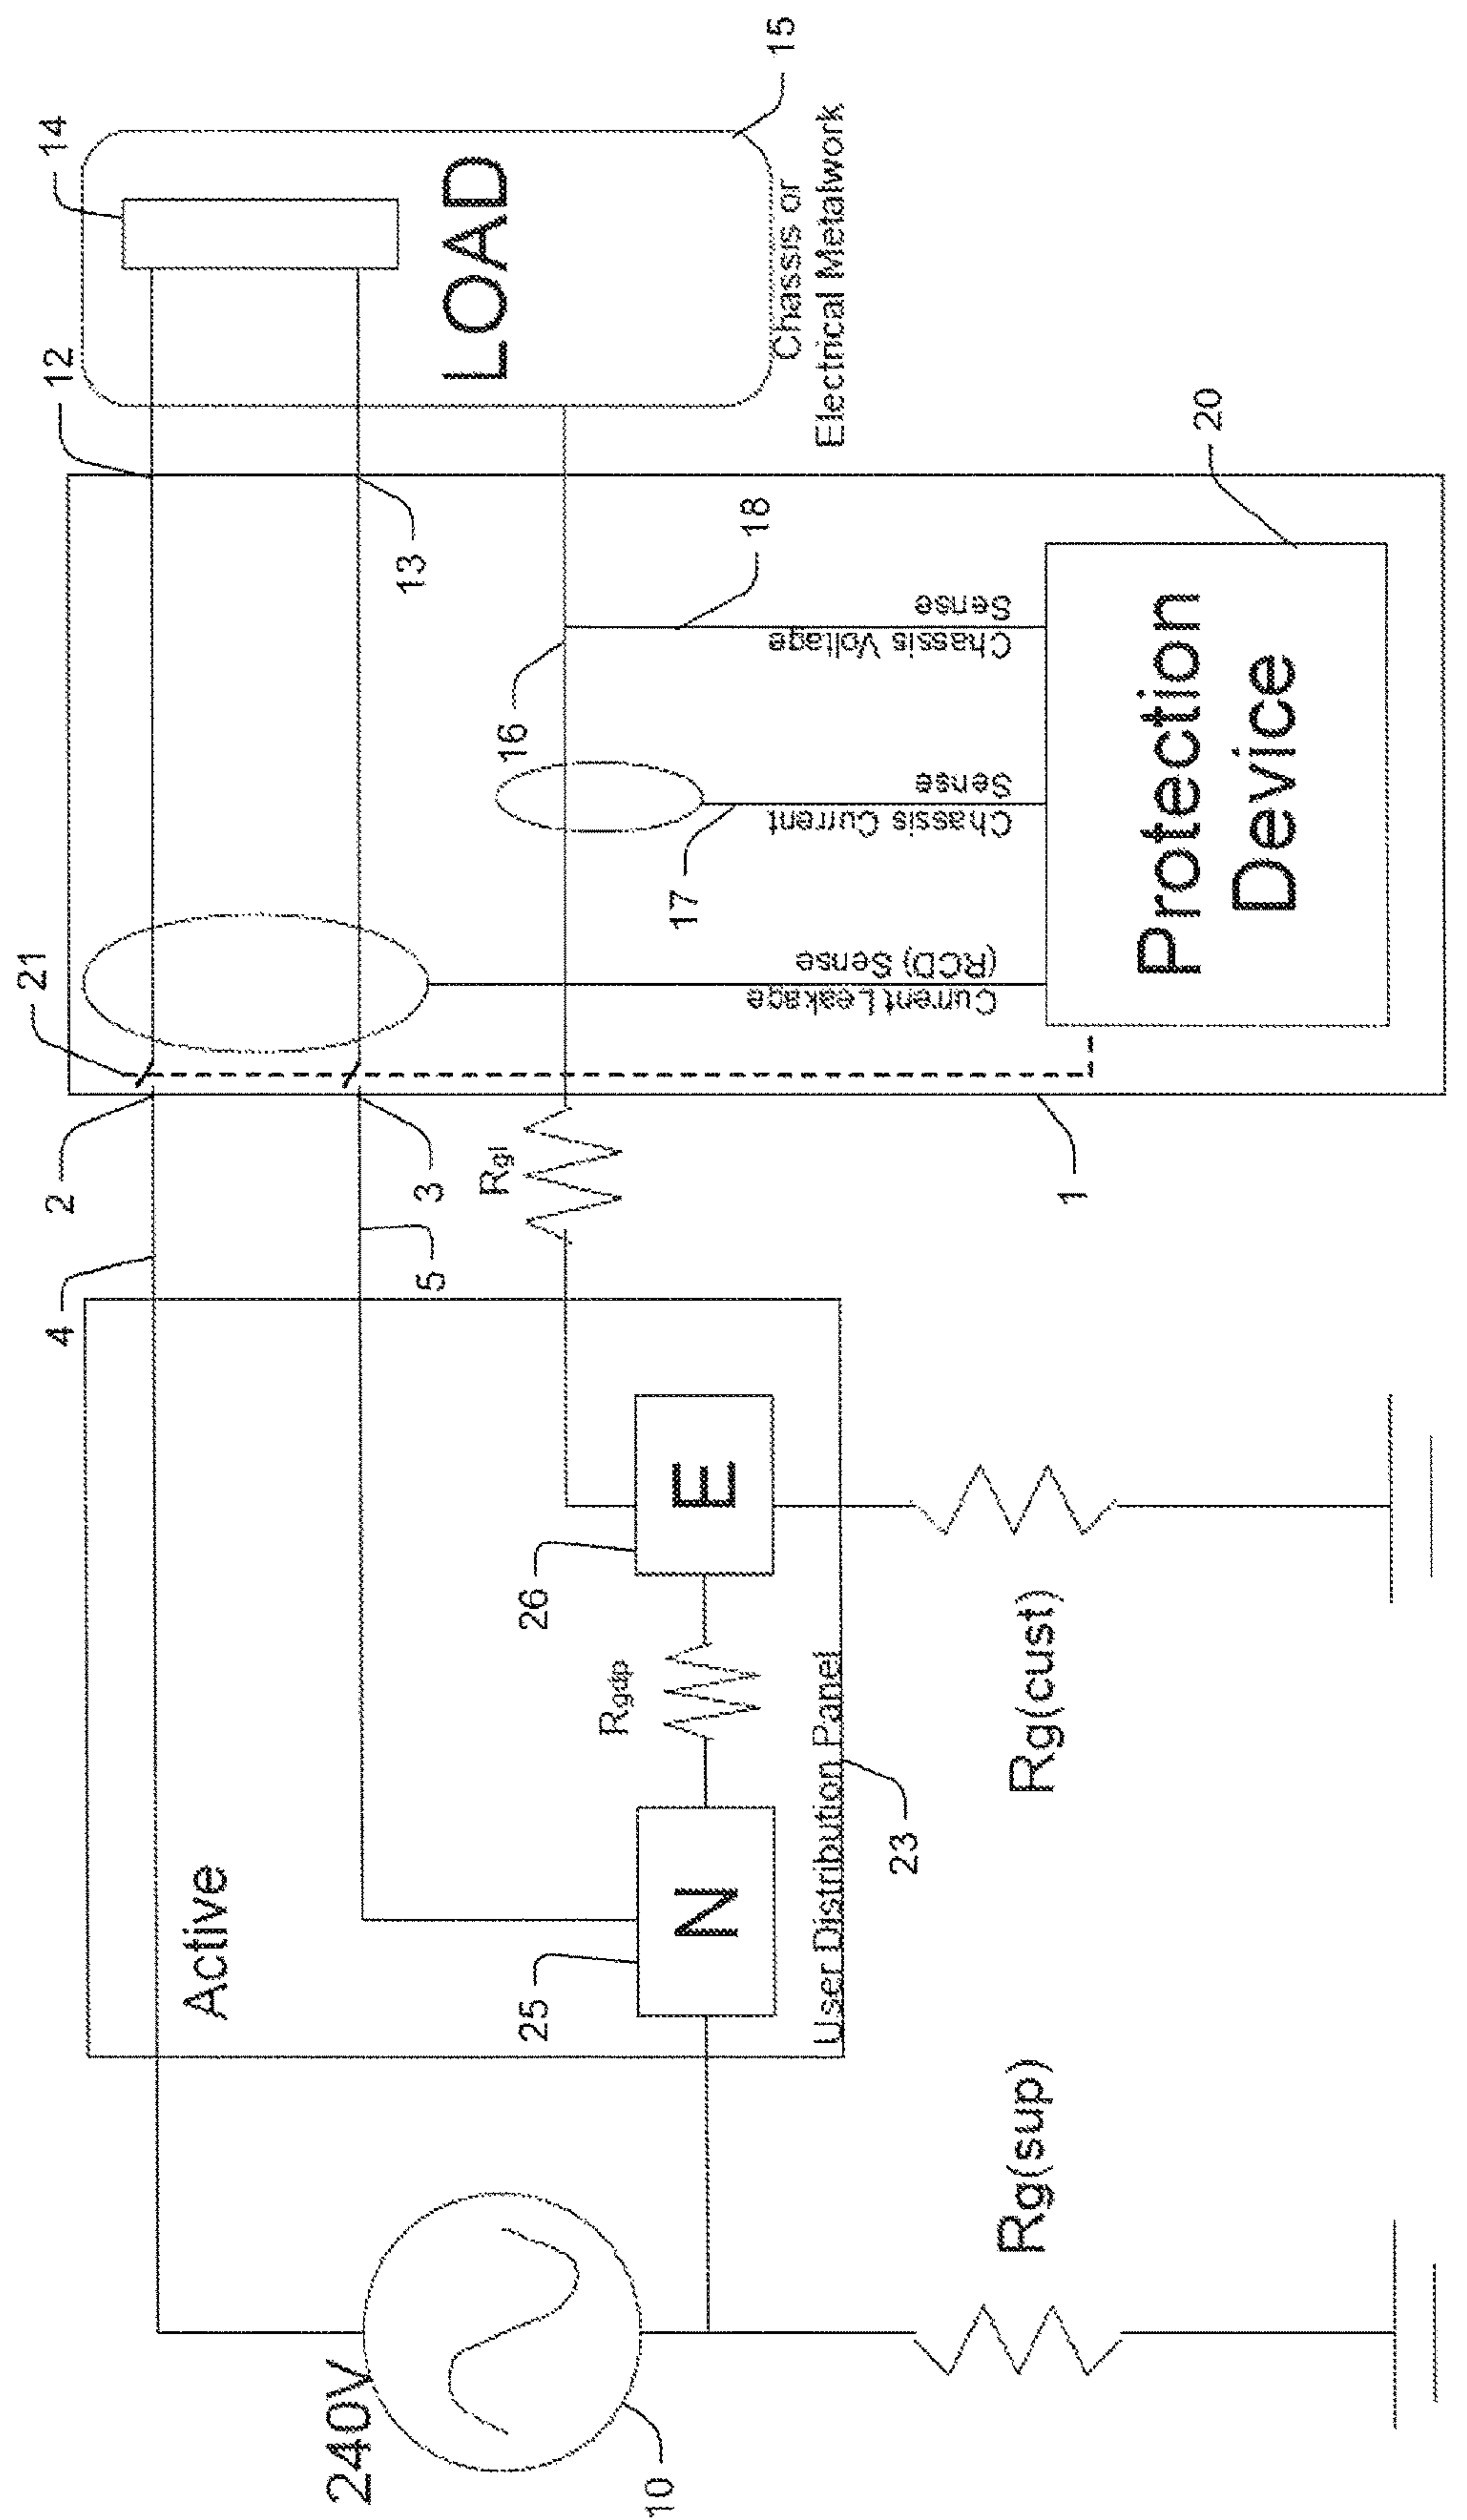 240V
10
Active
4
5
2
3
21
12
13
14
15
LOAD
Chassis or
Electrical Metalwork
16
17
18
Current Leakage
(RCD) Sense
Chassis Current
Sense
Chassis Voltage
Sense
Protection
Device
20
1
Rgl
26
E
Rgdp
25
N
User Distribution Panel
23
Rg(cust)
Rg(sup)